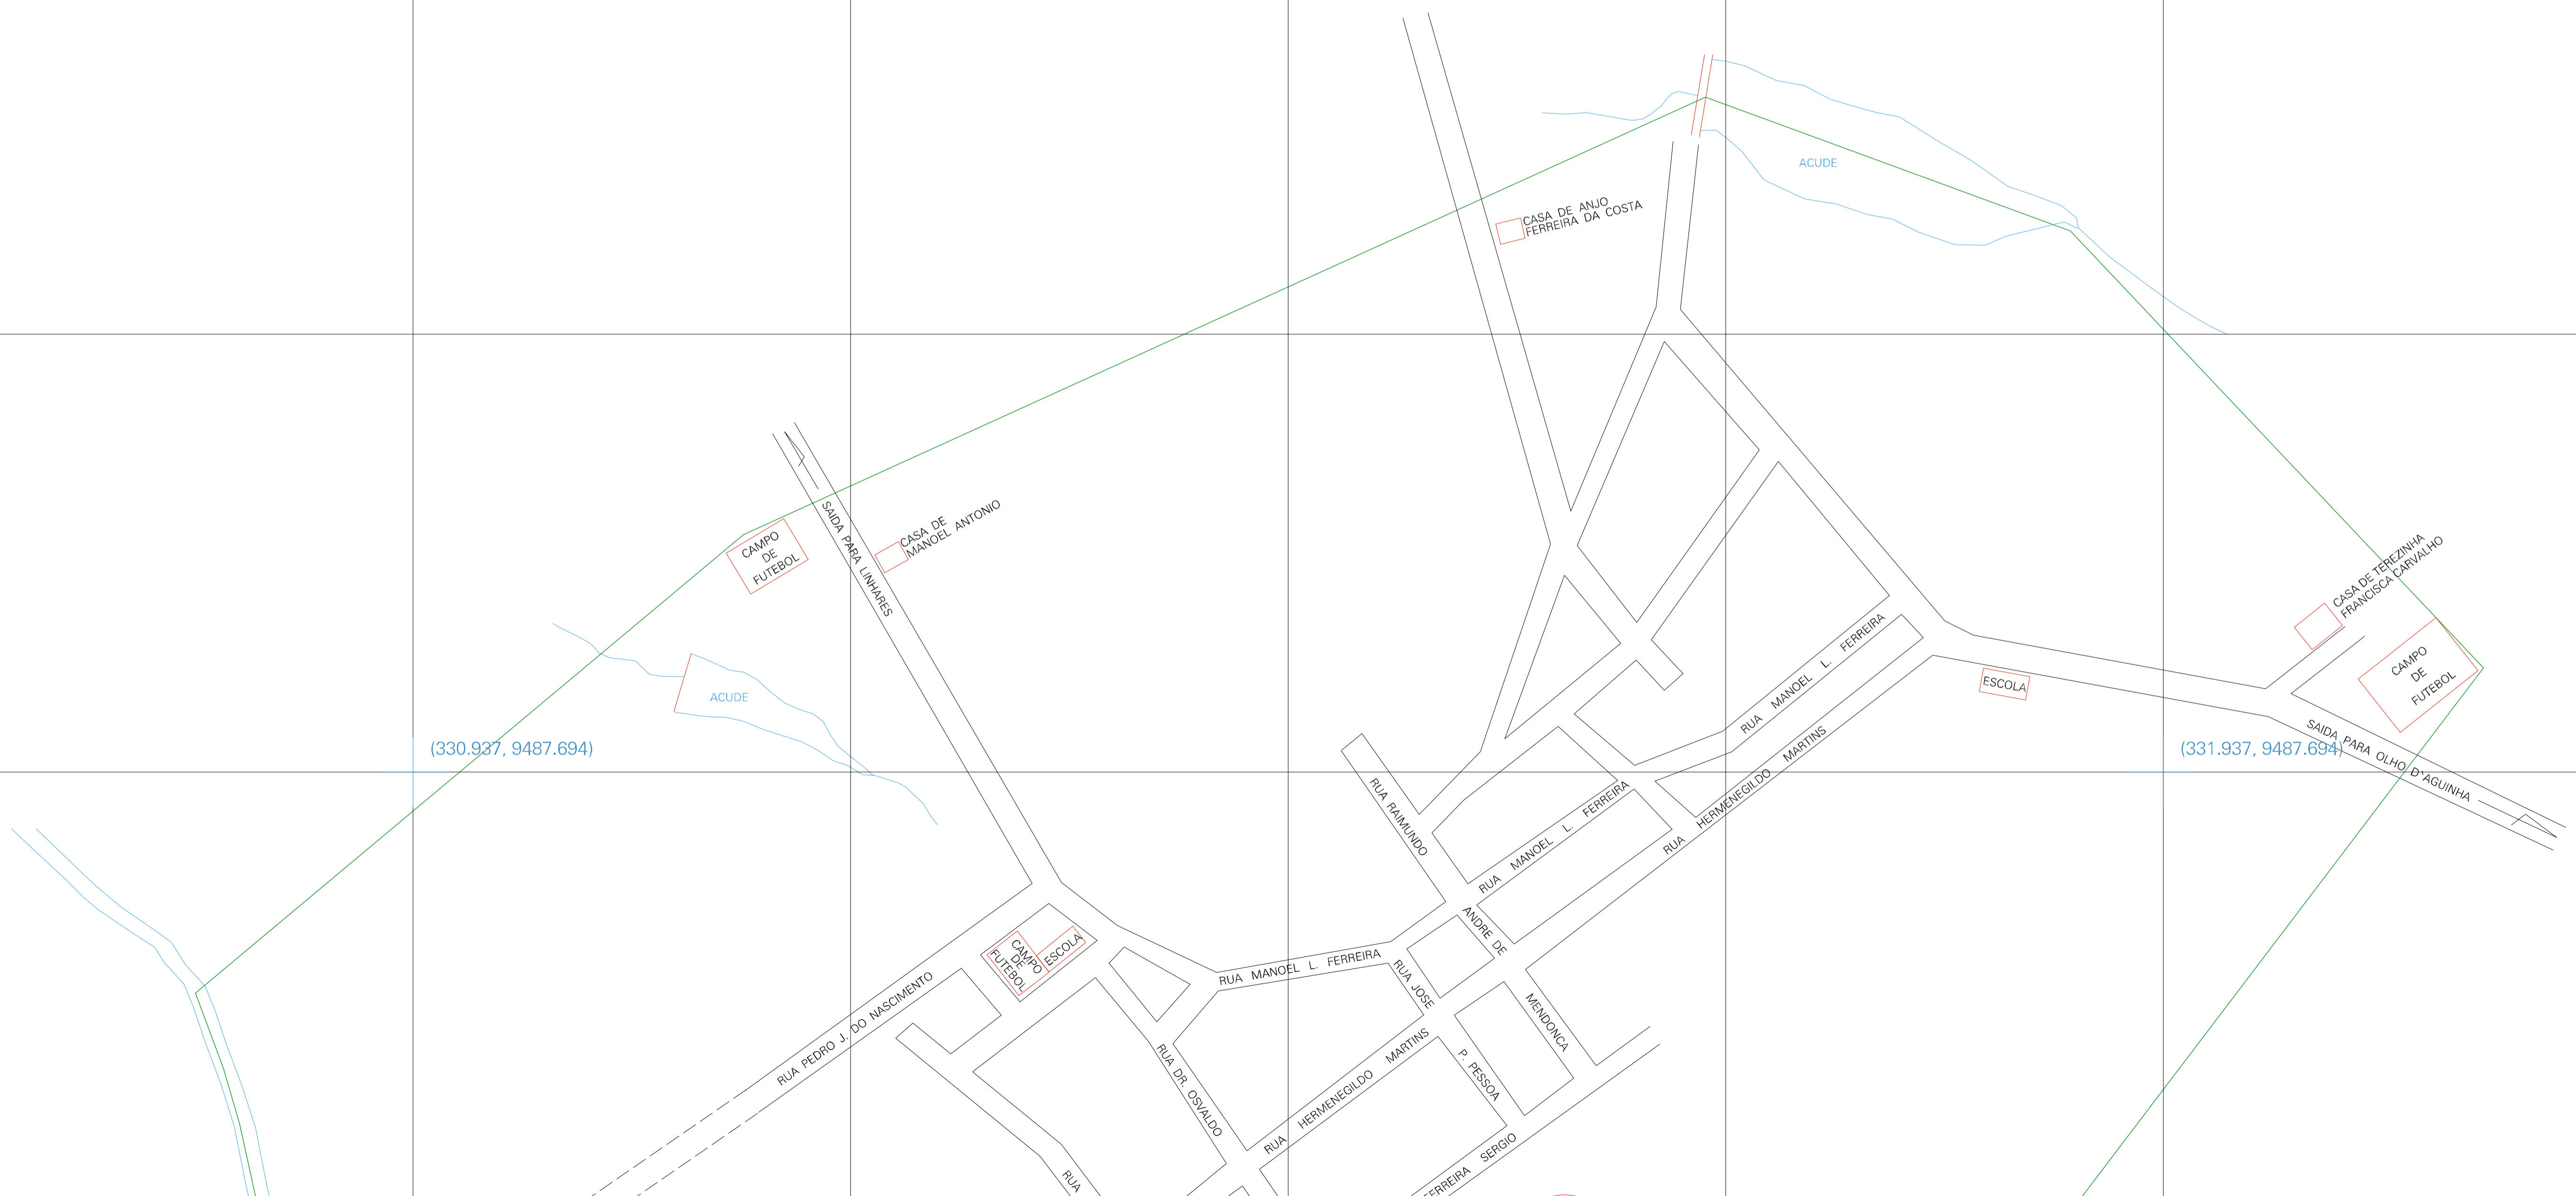 ACUDE
CASA DE ANJO
FERREIRA DA COSTA
SAIDA PARA LINHARES
CASA DE
MANOEL ANTONIO
CAMPO
DE
FUTEBOL
CASA DE TEREZINHA
FRANCISCA CARVALHO
RUA MANOEL L. FERREIRA
ESCOLA
CAMPO
DE
FUTEBOL
ACUDE
(330.937, 9487.694)
(331.937, 9487.694)
SAIDA PARA OLHO D'AGUINHA
RUA HERMENEGILDO MARTINS
RUA RAIMUNDO
RUA MANOEL L. FERREIRA
ANDRE DE
MENDONCA
CAMPO
DE
FUTEBOL
ESCOLA
RUA MANOEL L. FERREIRA
RUA JOSE
P. PESSOA
RUA PEDRO J. DO NASCIMENTO
RUA DR. OSVALDO
RUA HERMENEGILDO MARTINS
FERREIRA SERGIO
RUA